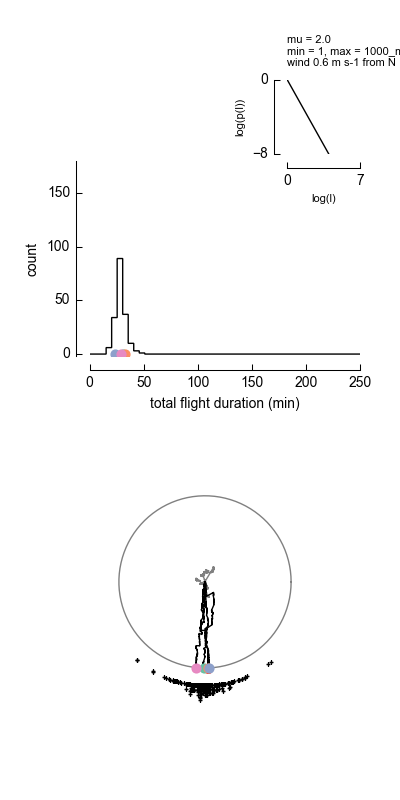 mu = 2.0
min = 1, max = 1000_m
wind 0.6 m s-1 from N
0
log(p(l))
−8
0
7
log(l)
150
100
50
0
count
0
50
100
150
200
250
total flight duration (min)